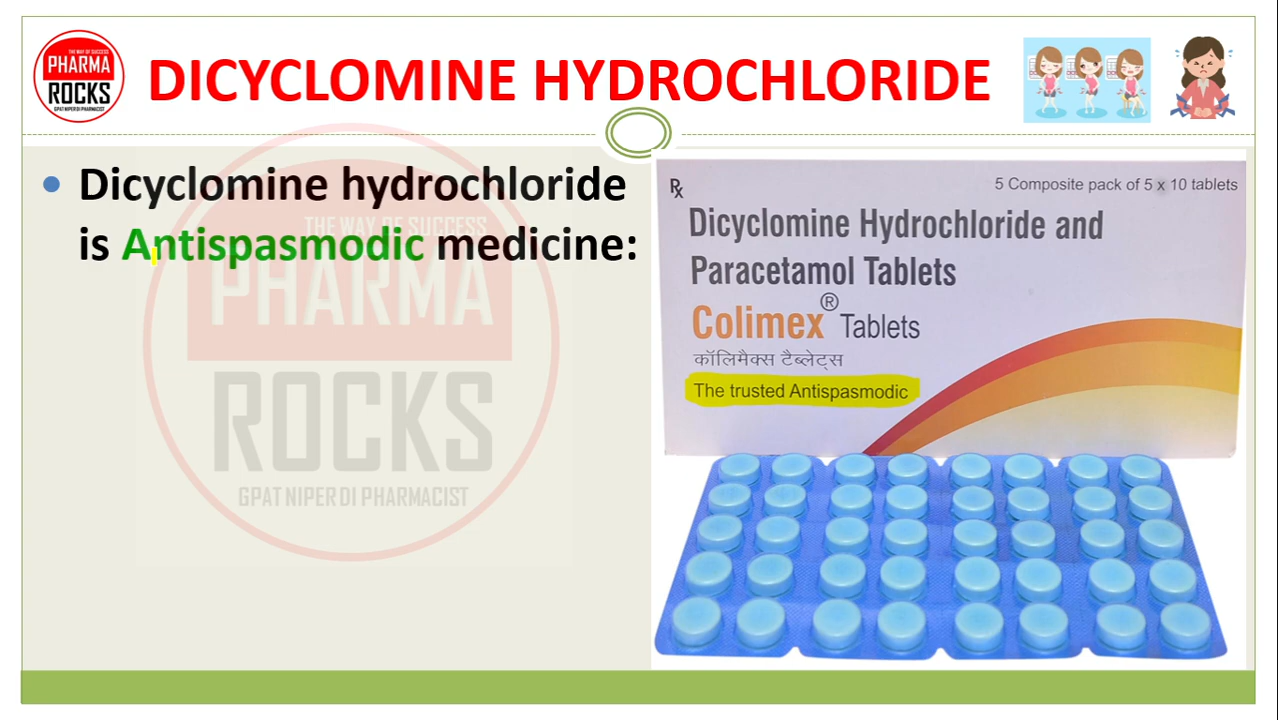 THE WAY OF SUCCESS
PHARMA
ROCKS
GPAT NIPER DI PHARMACIST
DICYCLOMINE HYDROCHLORIDE
• Dicyclomine hydrochloride
is Antispasmodic medicine:
THE WAY OF SUCCESS
PHARMA
ROCKS
GPAT NIPER DI PHARMACIST
Rx
5 Composite pack of 5 x 10 tablets
Dicyclomine Hydrochloride and
Paracetamol Tablets
Colimex® Tablets
कॉलिमैक्स टैब्लेट्स
The trusted Antispasmodic